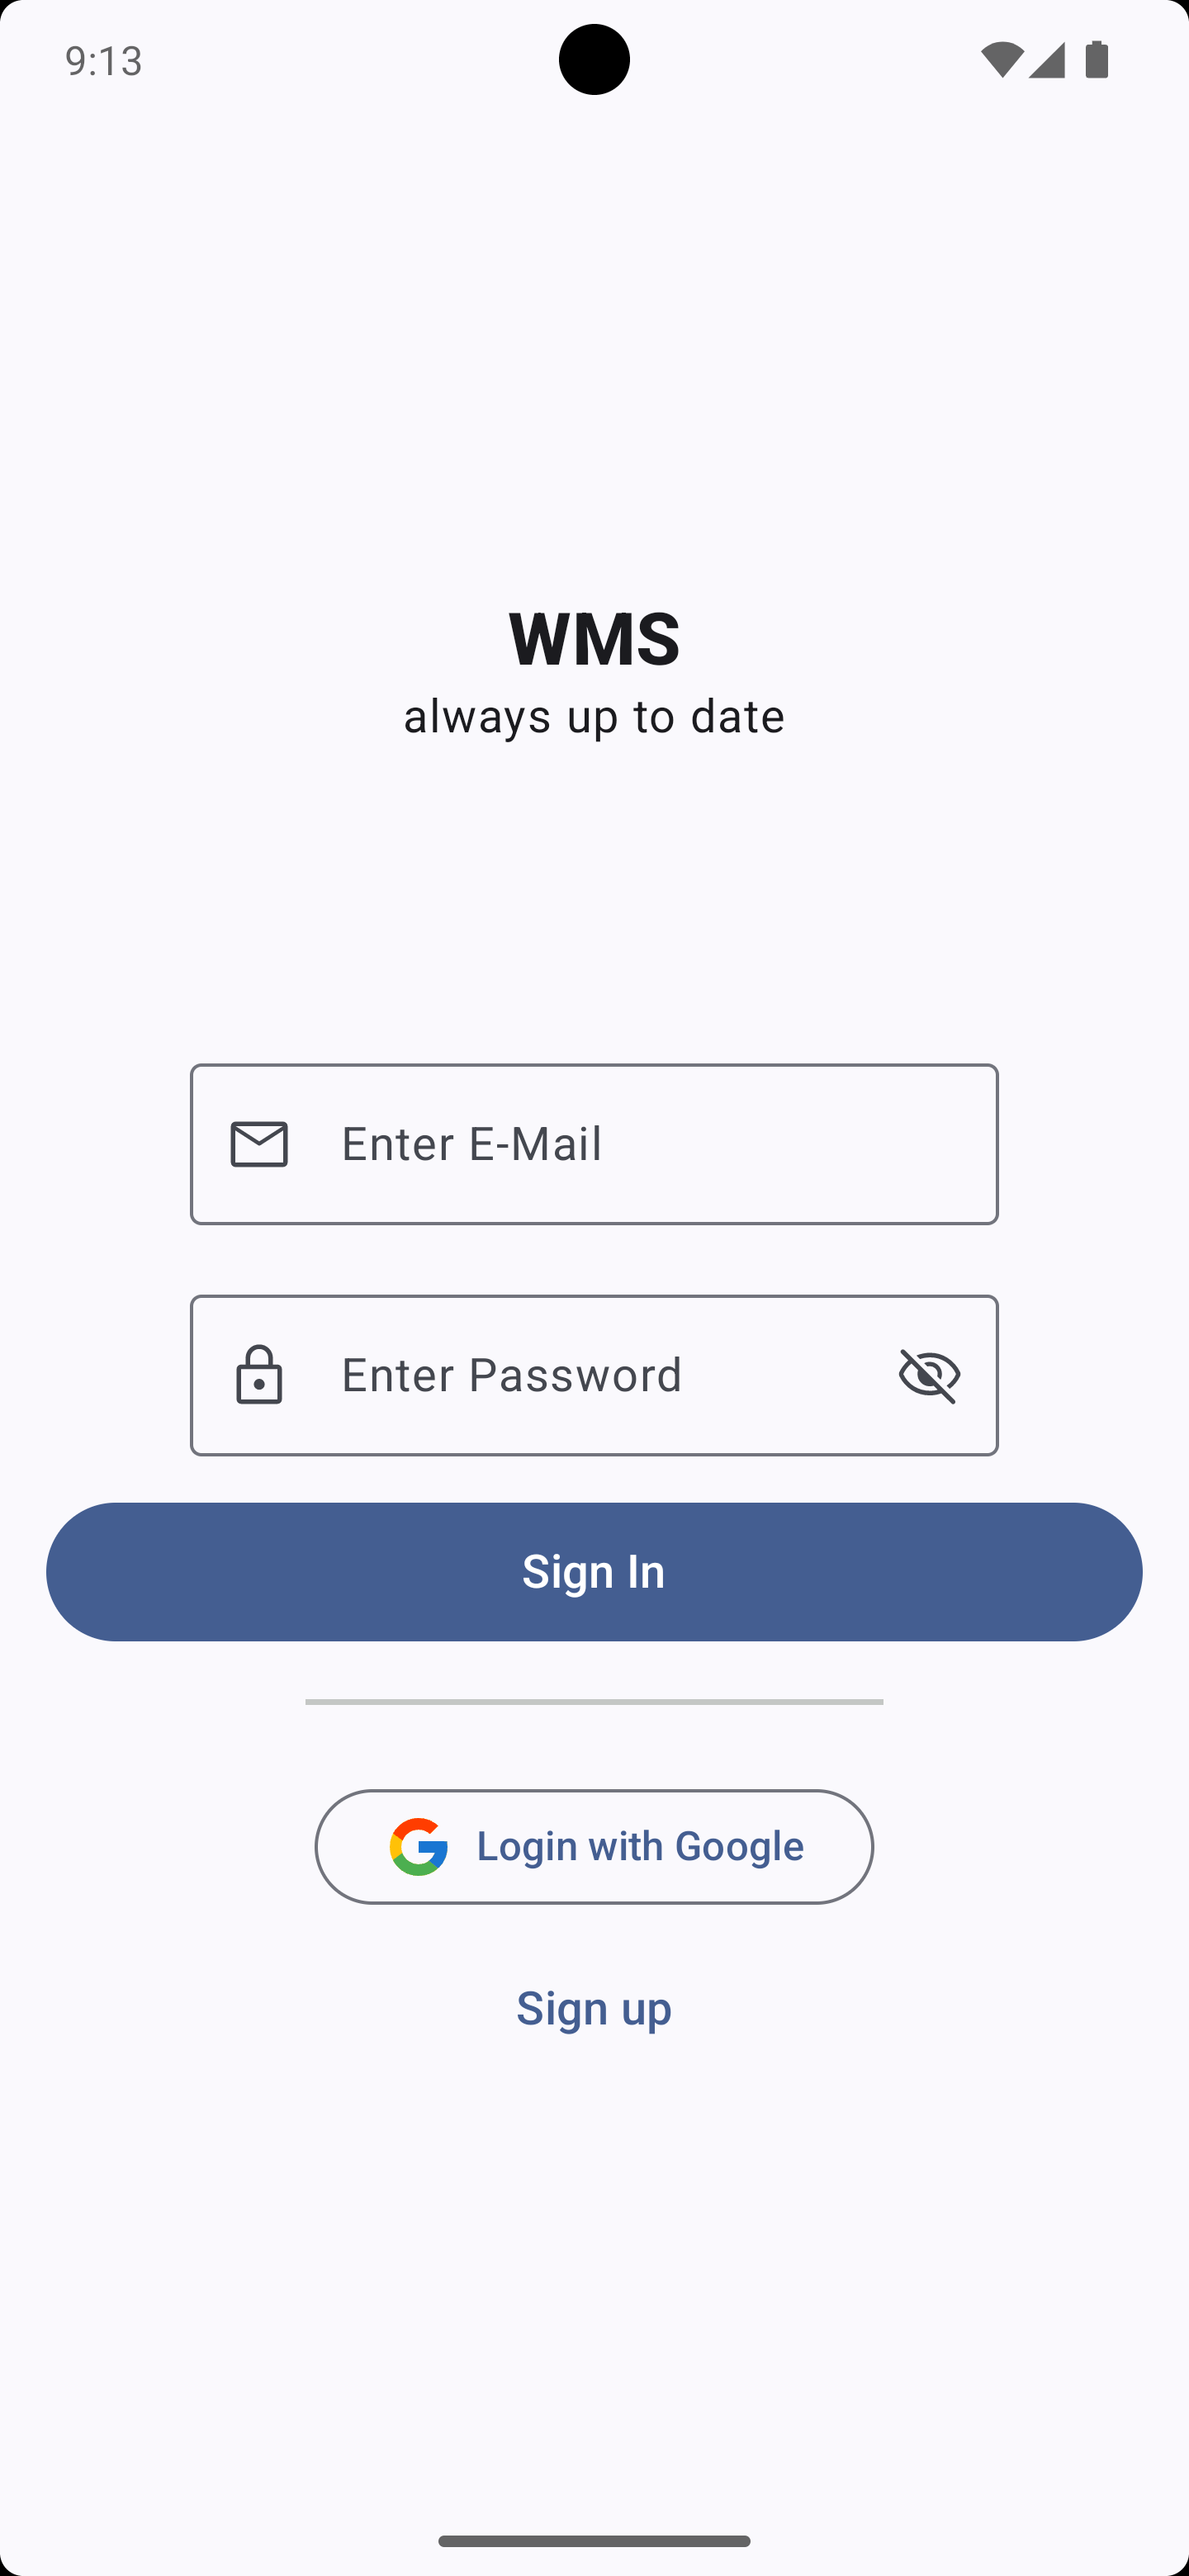 9:13
WMS
always up to date
Enter E-Mail
Enter Password
Sign In
Login with Google
Sign up